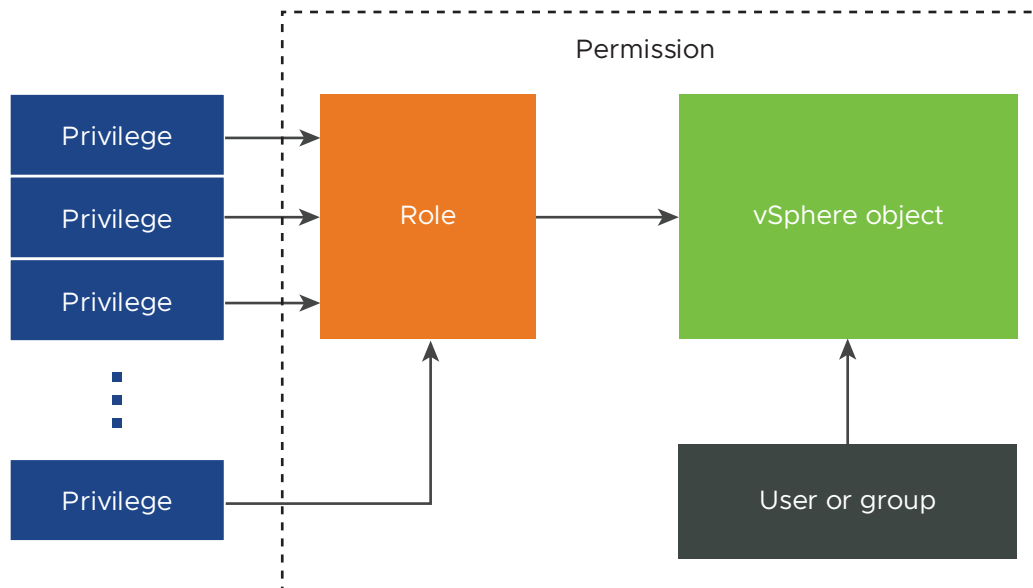 Permission
Privilege
Privilege
Privilege
Privilege
Role
vSphere object
User or group